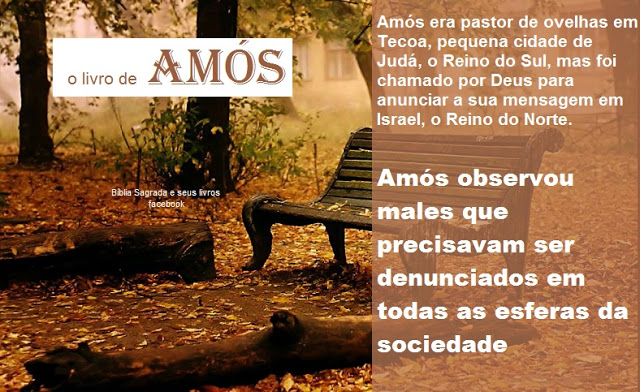 o livro de AMÓS
Bíblia Sagrada e seus livros
facebook
Amós era pastor de ovelhas em
Tecoa, pequena cidade de
Judá, o Reino do Sul, mas foi
chamado por Deus para
anunciar a sua mensagem em
Israel, o Reino do Norte.
Amós observou
males que
precisavam ser
denunciados em
todas as esferas da
sociedade